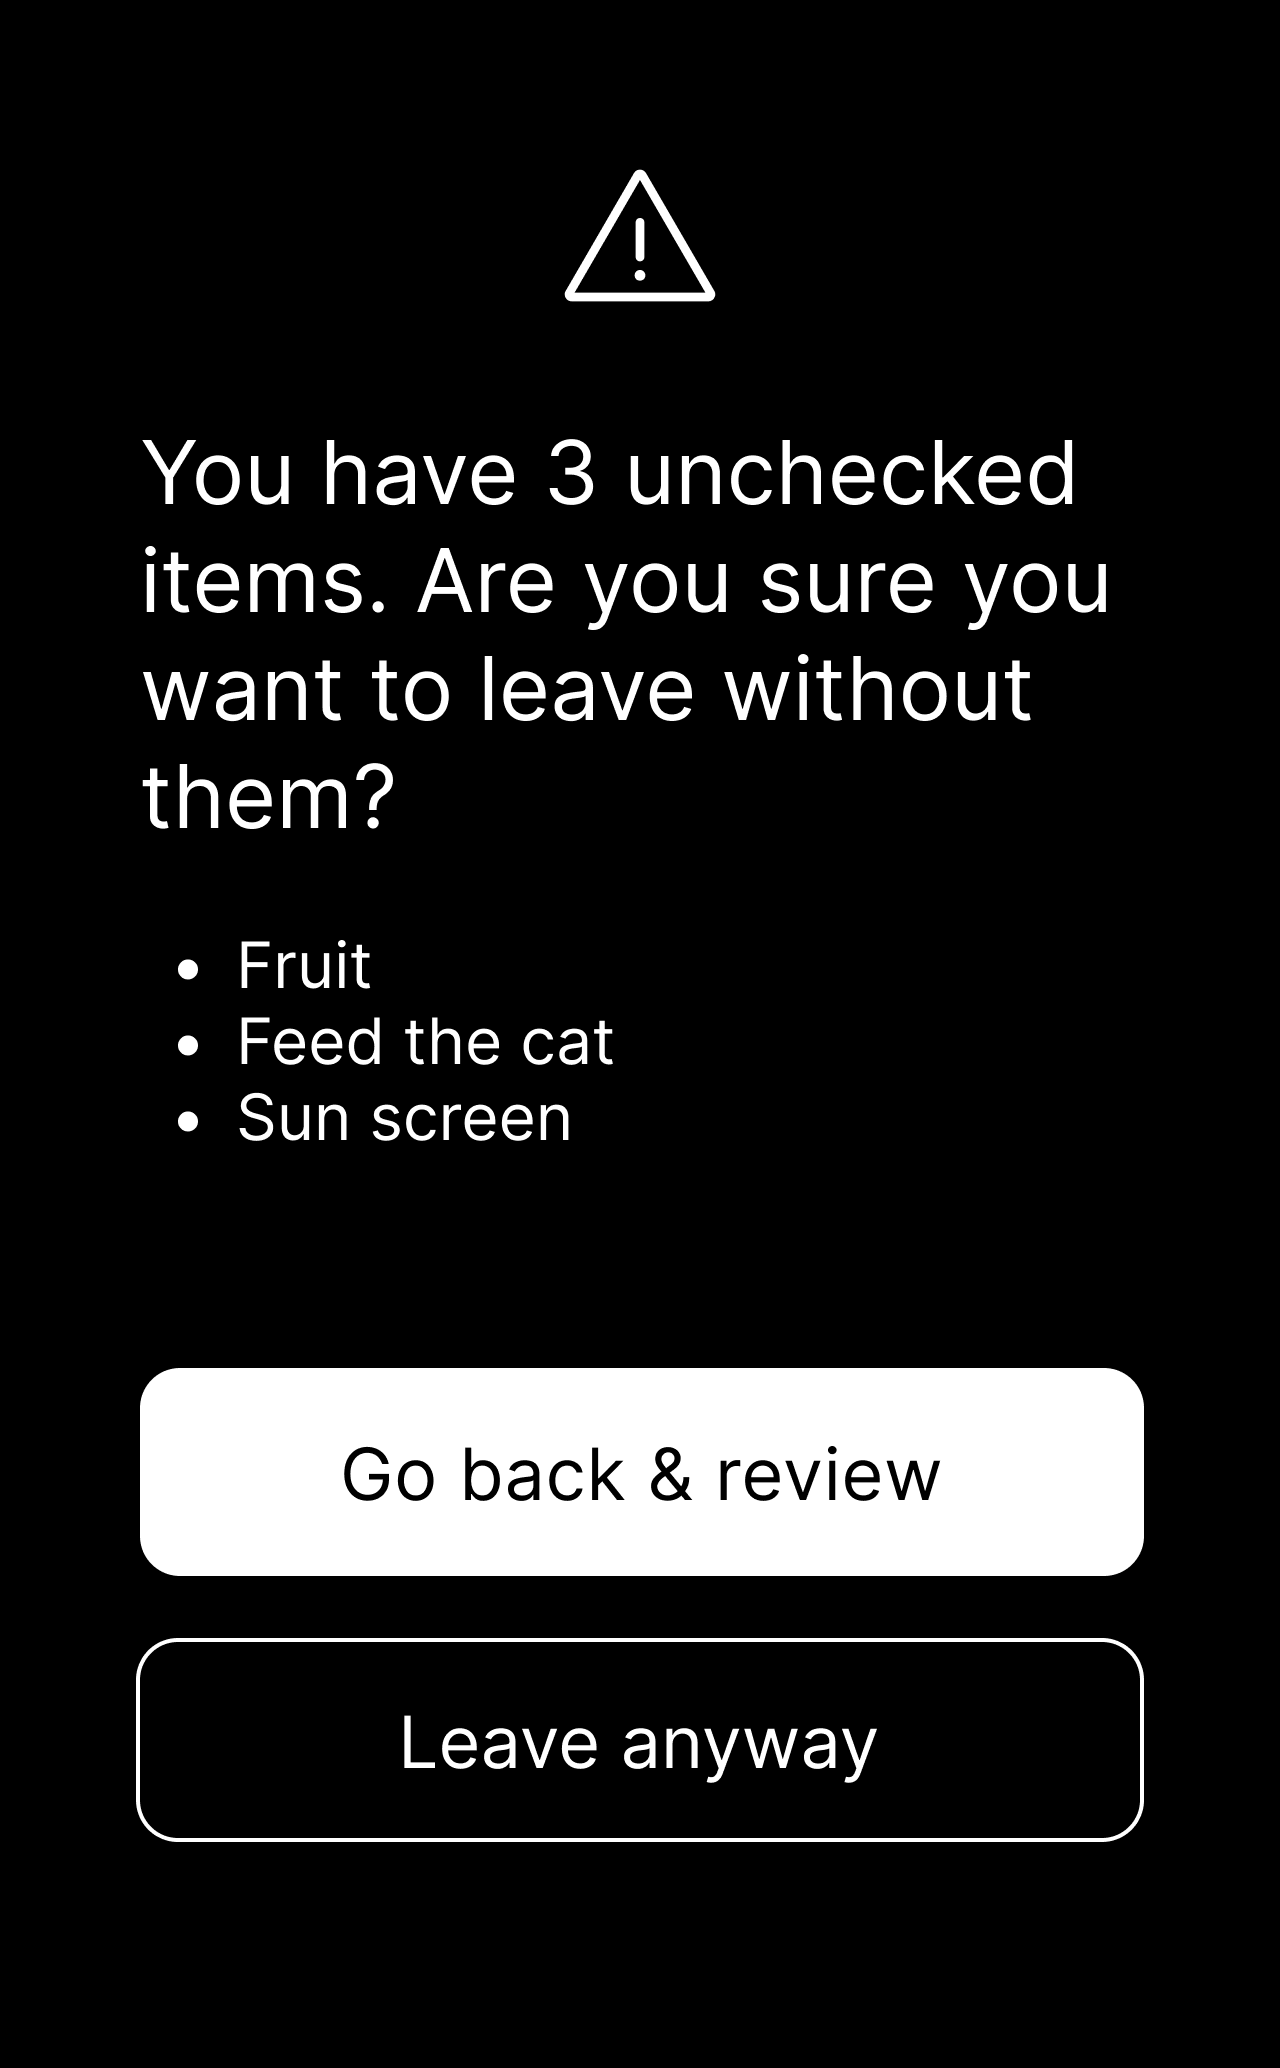 You have 3 unchecked
items. Are you sure you
want to leave without
them?
• Fruit
• Feed the cat
• Sun screen
Go back & review
Leave anyway